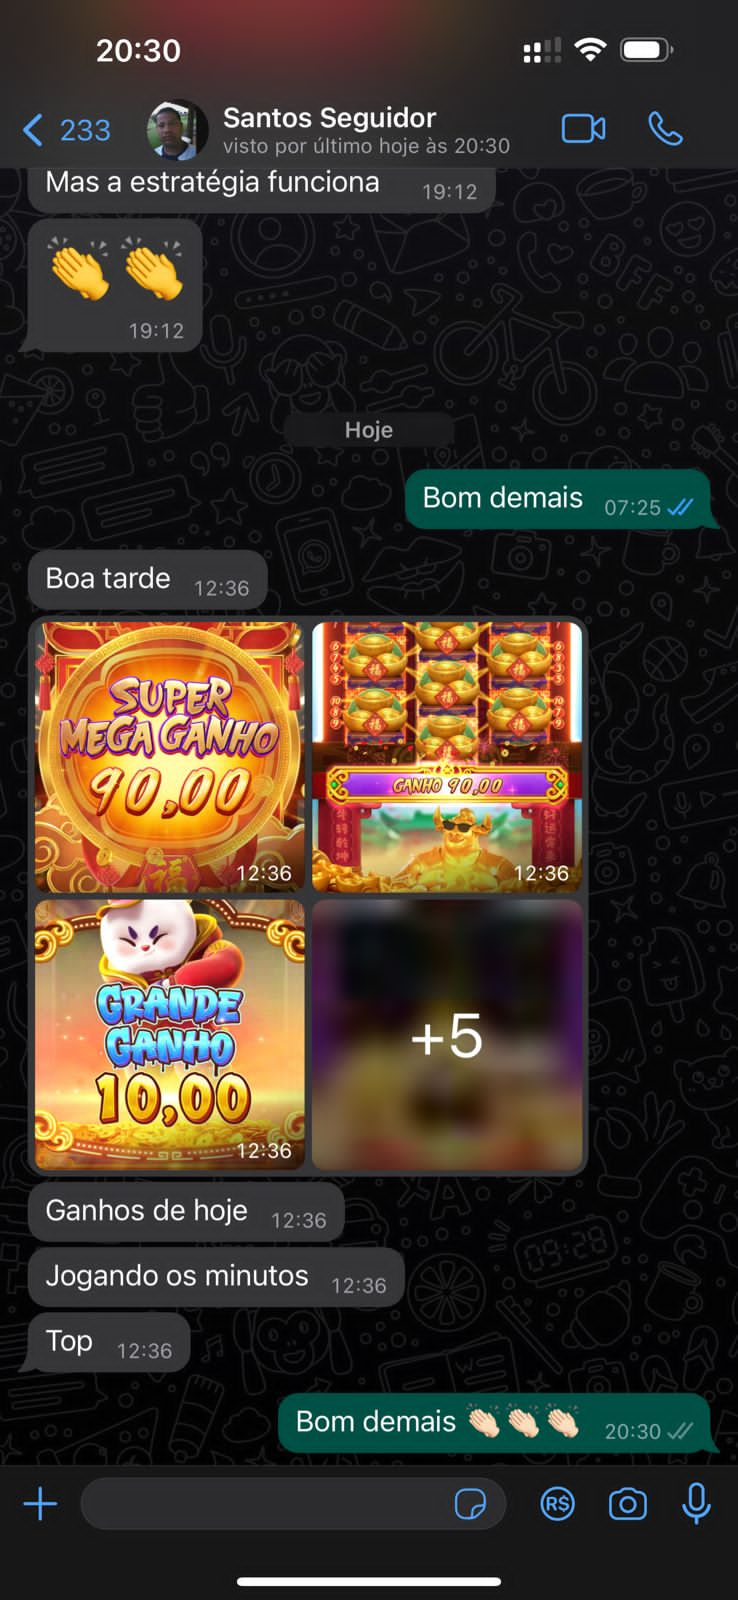 20:30
233
Santos Seguidor
visto por último hoje às 20:30
Mas a estratégia funciona 19:12
👏👏
19:12
Hoje
Bom demais 07:25
Boa tarde 12:36
SUPER
MEGA GANHO
90,00
12:36
GANHO 90,00
12:36
GRANDE
GANHO
10,00
12:36
+5
Ganhos de hoje 12:36
Jogando os minutos 12:36
Top 12:36
Bom demais 👏🏻👏🏻👏🏻 20:30
R$